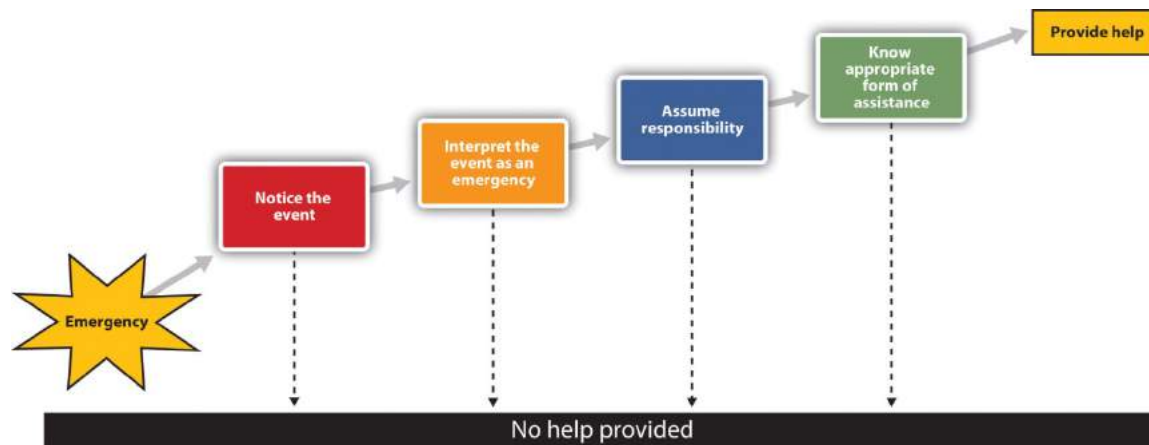 Emergency
Notice the
event
Interpret the
event as an
emergency
Assume
responsibility
Know
appropriate
form of
assistance
Provide help
No help provided